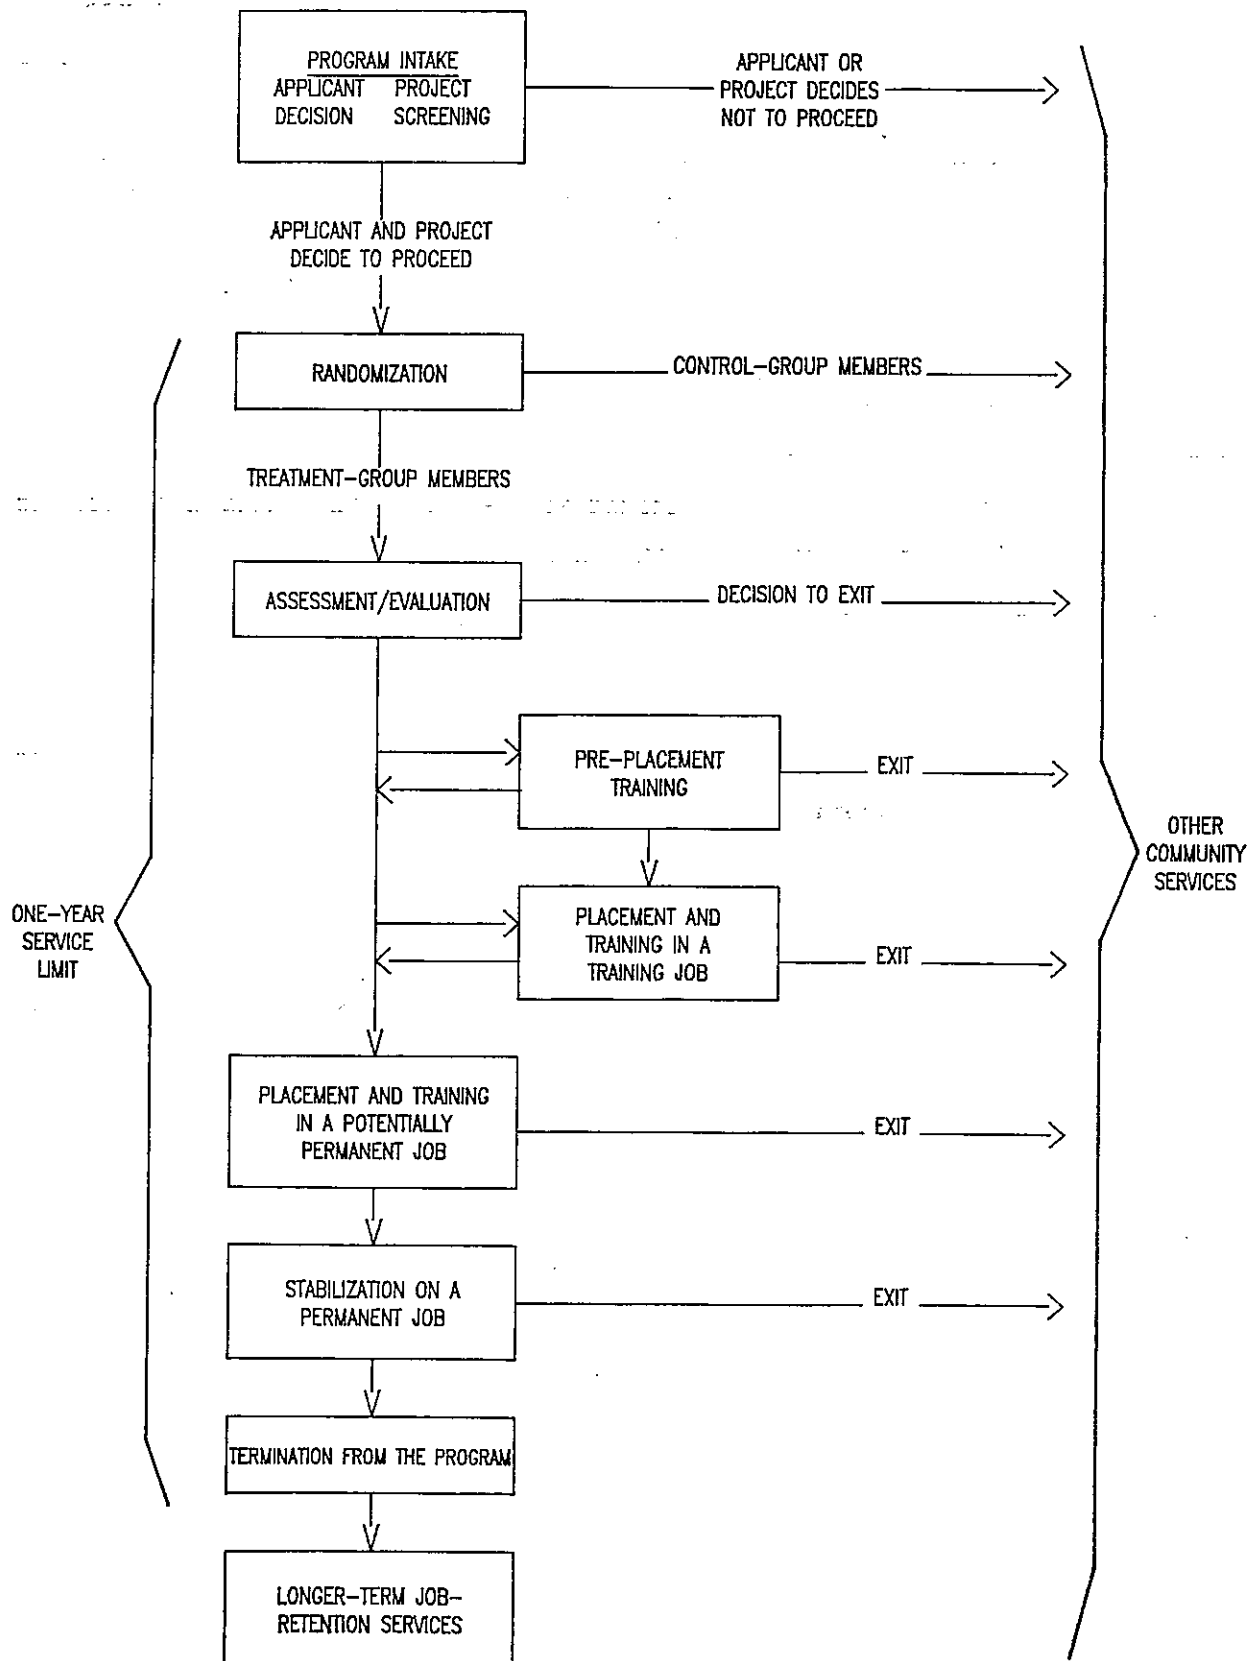 PROGRAM INTAKE
APPLICANT PROJECT
DECISION SCREENING
APPLICANT OR
PROJECT DECIDES
NOT TO PROCEED
APPLICANT AND PROJECT
DECIDE TO PROCEED
RANDOMIZATION
CONTROL-GROUP MEMBERS
TREATMENT-GROUP MEMBERS
ASSESSMENT/EVALUATION
DECISION TO EXIT
PRE-PLACEMENT
TRAINING
EXIT
OTHER
COMMUNITY
SERVICES
ONE-YEAR
SERVICE
LIMIT
PLACEMENT AND
TRAINING IN A
TRAINING JOB
EXIT
PLACEMENT AND TRAINING
IN A POTENTIALLY
PERMANENT JOB
EXIT
STABILIZATION ON A
PERMANENT JOB
EXIT
TERMINATION FROM THE PROGRAM
LONGER-TERM JOB-
RETENTION SERVICES